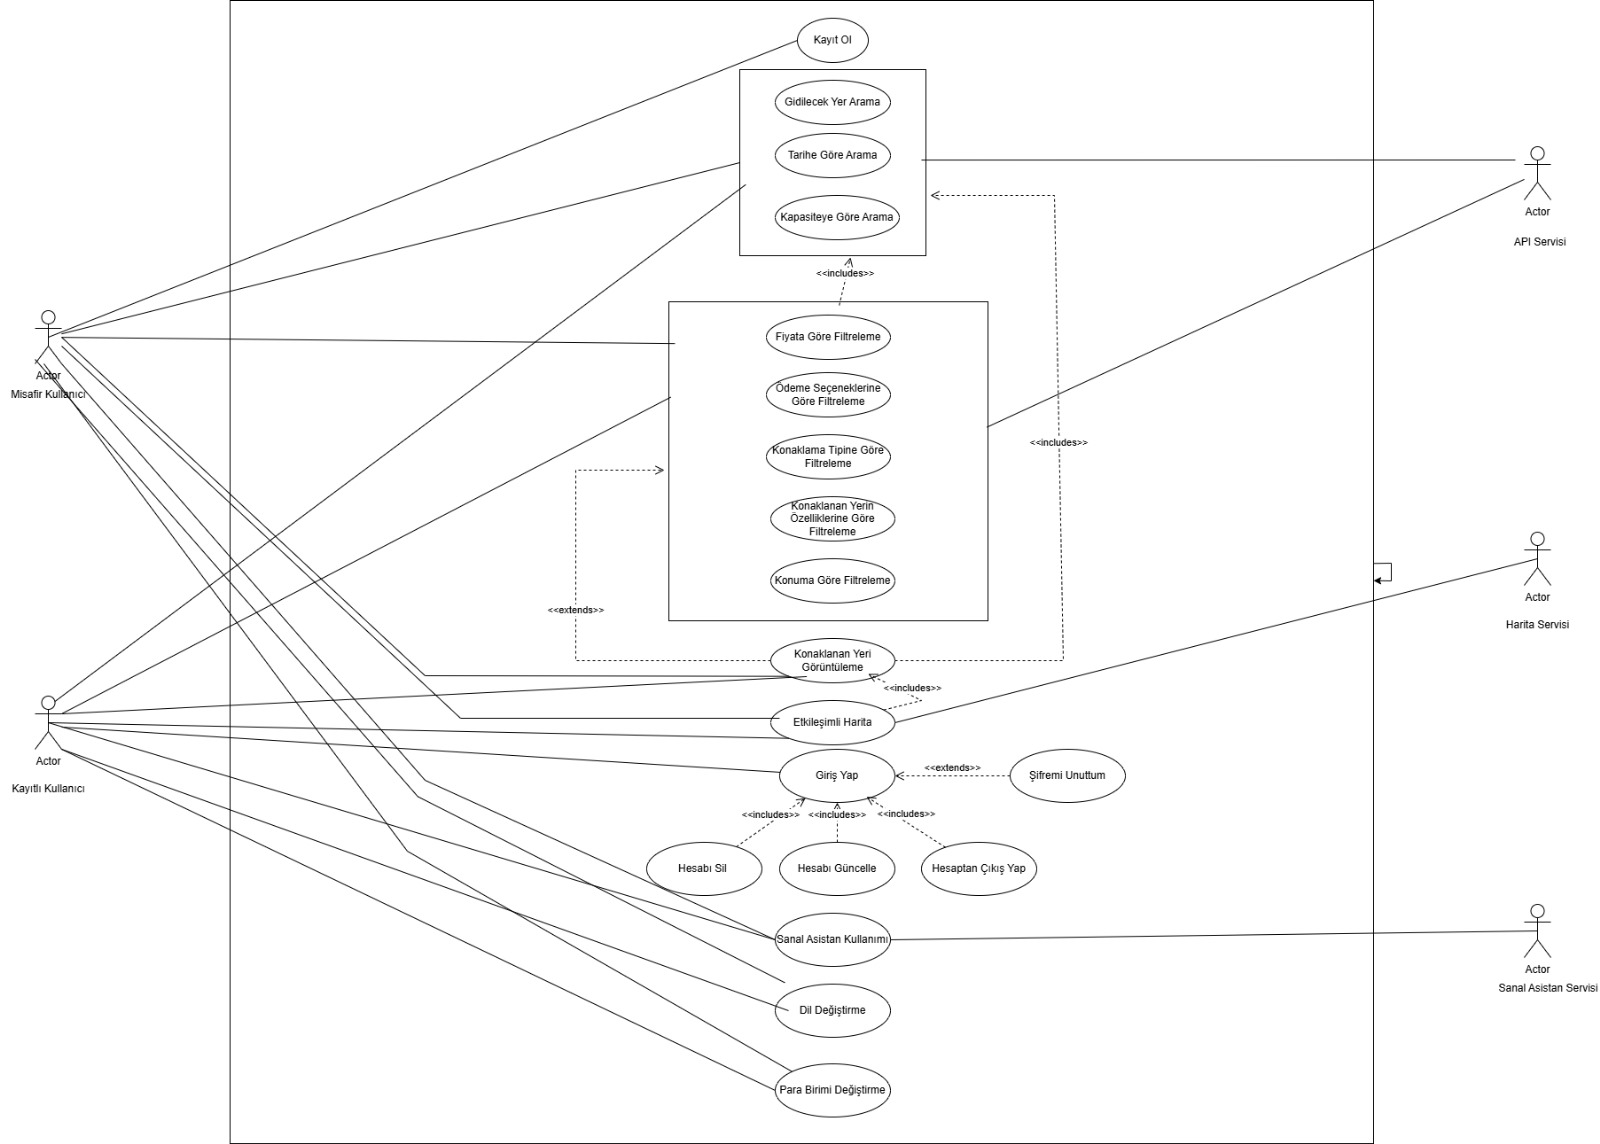 Kayıt Ol
Gidilecek Yer Arama
Tarihe Göre Arama
Kapasiteye Göre Arama
Actor
API Servisi
<<includes>>
Fiyata Göre Filtreleme
Actor
Misafir Kullanıcı
Ödeme Seçeneklerine
Göre Filtreleme
<<includes>>
Konaklama Tipine Göre
Filtreleme
Konaklanan Yerin
Özelliklerine Göre
Filtreleme
Konuma Göre Filtreleme
Actor
<<extends>>
Harita Servisi
Konaklanan Yeri
Görüntüleme
<<includes>>
Etkileşimli Harita
Actor
Kayıtlı Kullanıcı
Giriş Yap
<<extends>>
Şifremi Unuttum
<<includes>>
<<includes>>
<<includes>>
Hesabı Sil
Hesabı Güncelle
Hesaptan Çıkış Yap
Sanal Asistan Kullanımı
Actor
Sanal Asistan Servisi
Dil Değiştirme
Para Birimi Değiştirme